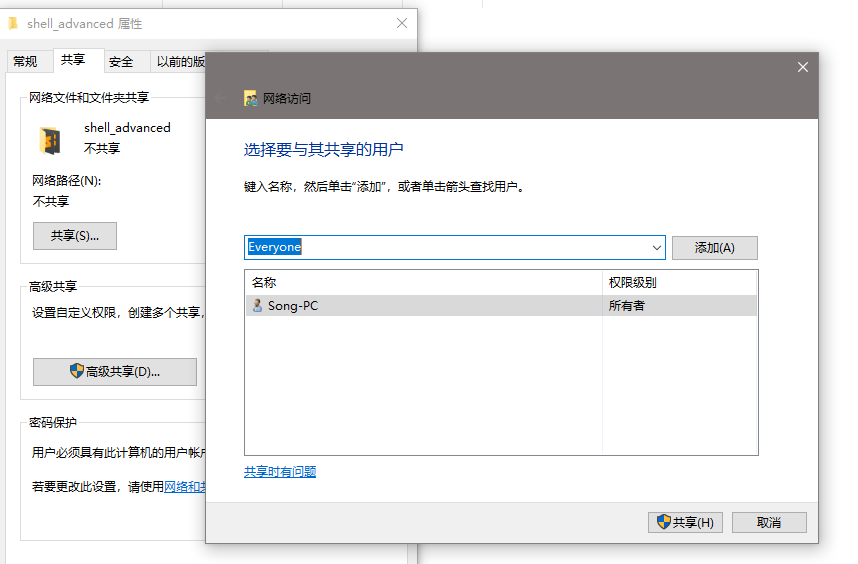 shell_advanced 属性
常规
共享
安全
以前的版
网络文件和文件夹共享
shell_advanced
不共享
网络路径(N):
不共享
共享(S)...
高级共享
设置自定义权限，创建多个共享，
高级共享(D)...
密码保护
用户必须具有此计算机的用户帐户
若要更改此设置，请使用网络和共
网络访问
选择要与其共享的用户
键入名称，然后单击“添加”，或者单击箭头查找用户。
Everyone
添加(A)
名称
权限级别
Song-PC
所有者
共享时有问题
共享(H)
取消